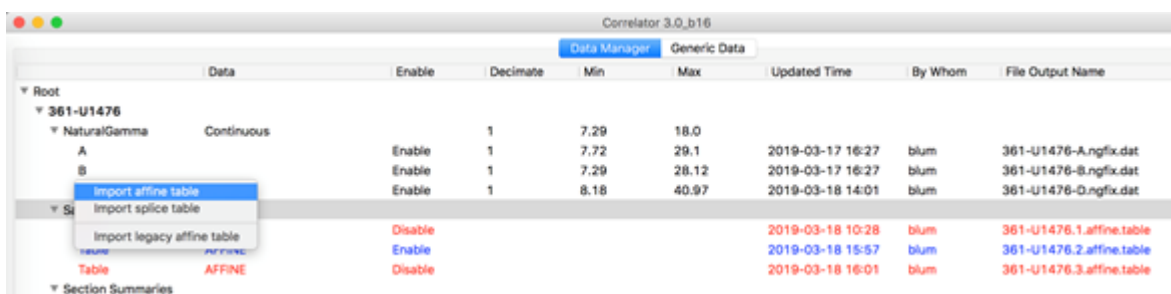 Correlator 3.0_b16
Data Manager Generic Data
Data Enable Decimate Min Max Updated Time By Whom File Output Name
Root
361-U1476
NaturalGamma Continuous 1 7.29 18.0
A Enable 1 7.72 29.1 2019-03-17 16:27 blum 361-U1476-A.ngfix.dat
B Enable 1 7.29 28.12 2019-03-17 16:27 blum 361-U1476-B.ngfix.dat
Import affine table Enable 1 8.18 40.97 2019-03-18 14:01 blum 361-U1476-D.ngfix.dat
Import splice table
Disable 2019-03-18 10:28 blum 361-U1476.1.affine.table
Import legacy affine table
Table AFFINE Enable 2019-03-18 15:57 blum 361-U1476.2.affine.table
Table AFFINE Disable 2019-03-18 16:01 blum 361-U1476.3.affine.table
Section Summaries